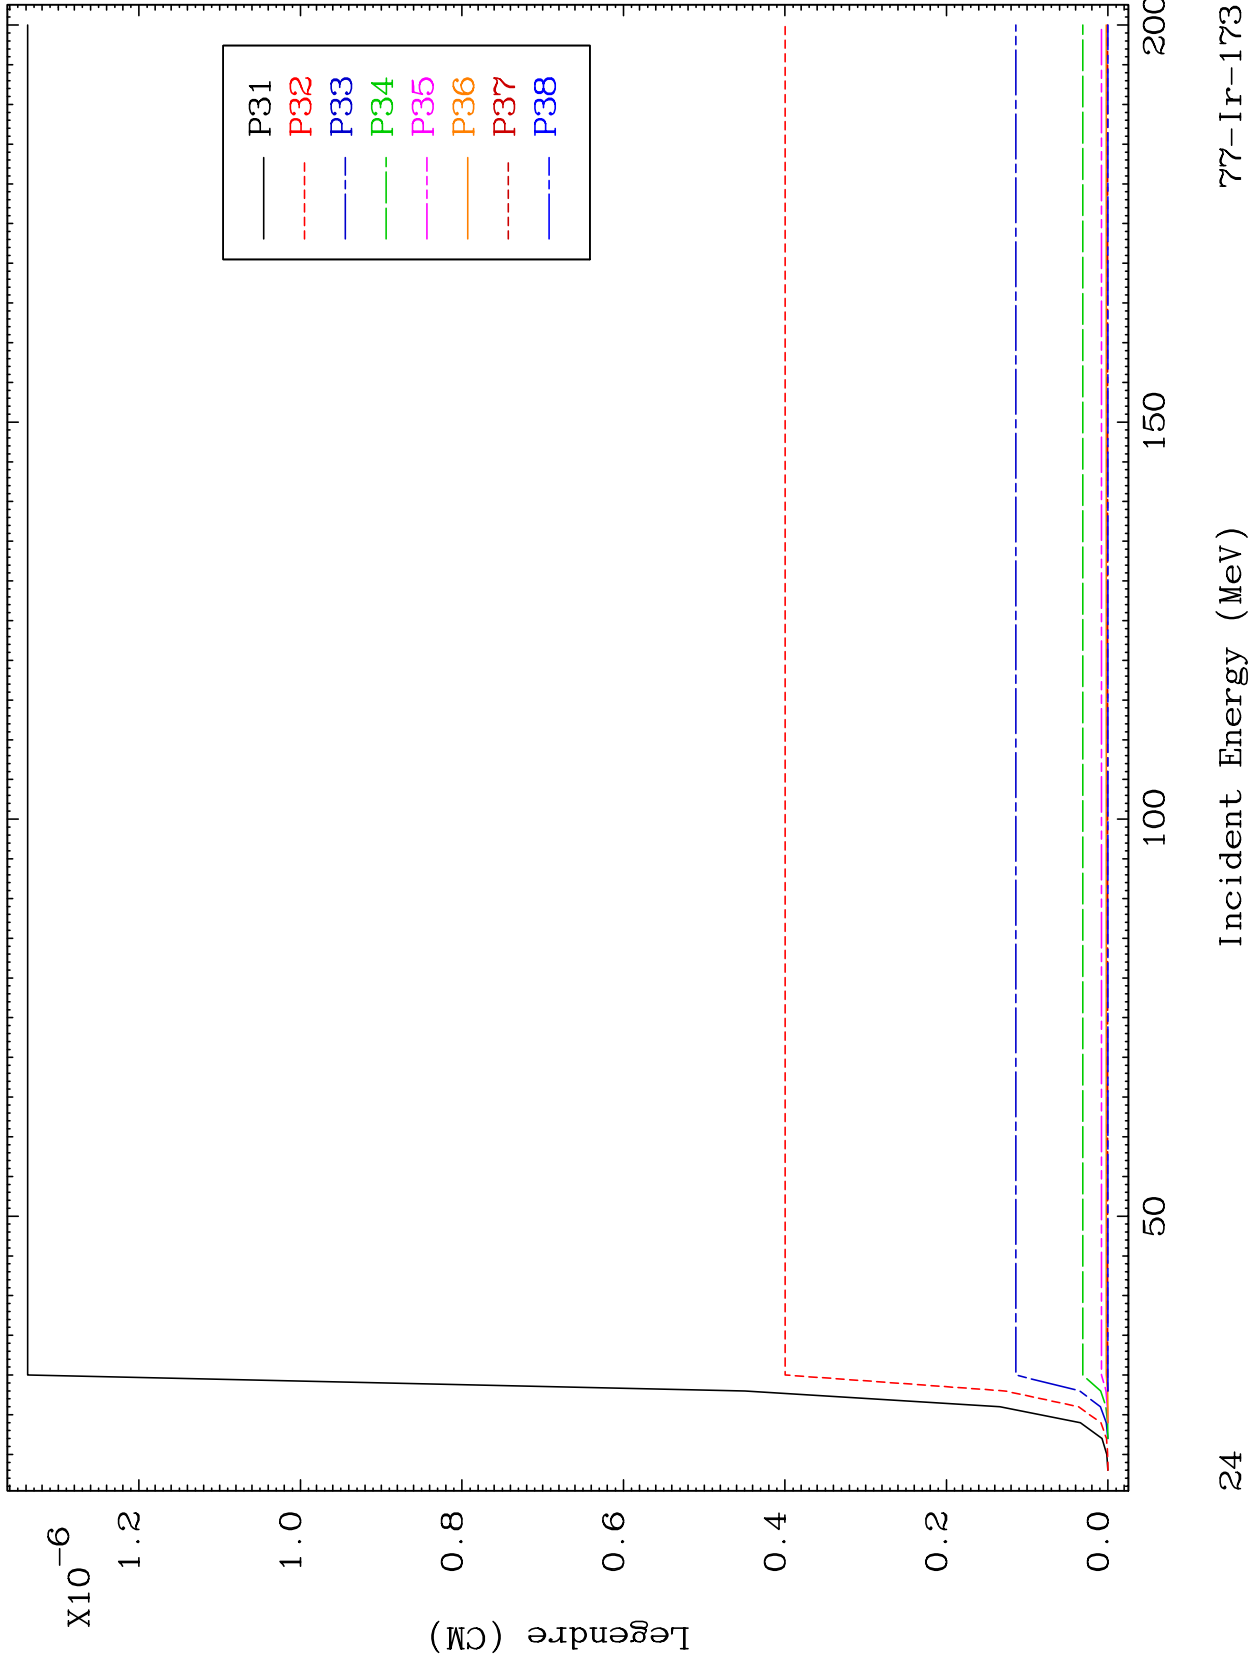 X10-6
1.2
1.0
0.8
0.6
0.4
0.2
0.0
Legendre (CM)
P31
P32
P33
P34
P35
P36
P37
P38
50
100
150
200
Incident Energy (MeV)
24
77-Ir-173